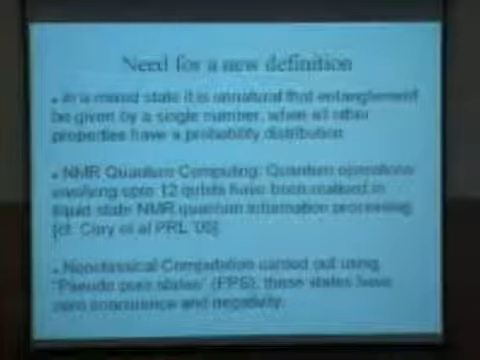 Need for a new definition
• In a mixed state it is unnatural that entanglement
be given by a single number, when all other
properties have a probability distribution
• NMR Quantum Computing: Quantum operations
involving upto 12 qubits have been realised in
liquid state NMR quantum information processing
[cf. Cory et al PRL '06]
• Nonclassical Computation carried out using
"Pseudo pure states" (PPS), these states have
zero concurrence and negativity.